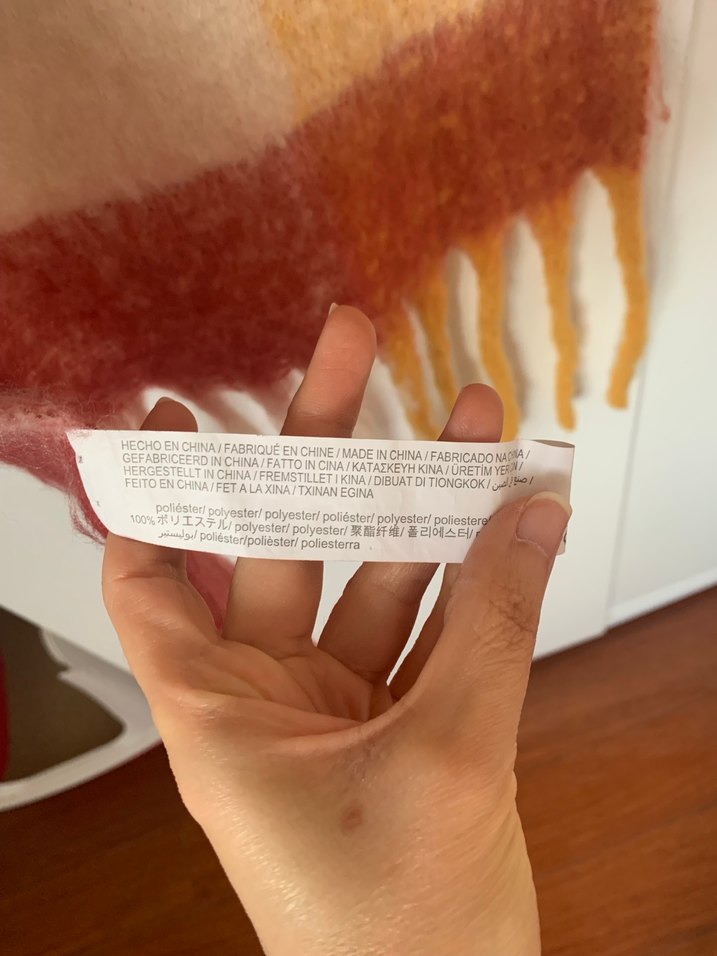 HECHO EN CHINA / FABRIQUÉ EN CHINE / MADE IN CHINA / FABRICADO NA CHINA /
GEFABRICEERD IN CHINA / FATTO IN CINA / ΚΑΤΑΣΚΕΥΗ ΚΙΝΑ / ÜRETİM YERİ
HERGESTELLT IN CHINA / FREMSTILLET I KINA / DIBUAT DI TIONGKOK / صنع في الصين /
FEITO EN CHINA / FET A LA XINA / TXINAN EGINA
poliéster/ polyester/ polyester/ poliéster/ polyester/ poliestere/
100% ポリエステル/ polyester/ polyester/ 聚酯纤维/ 폴리에스터/
بوليستير/ poliéster/polièster/ poliesterra